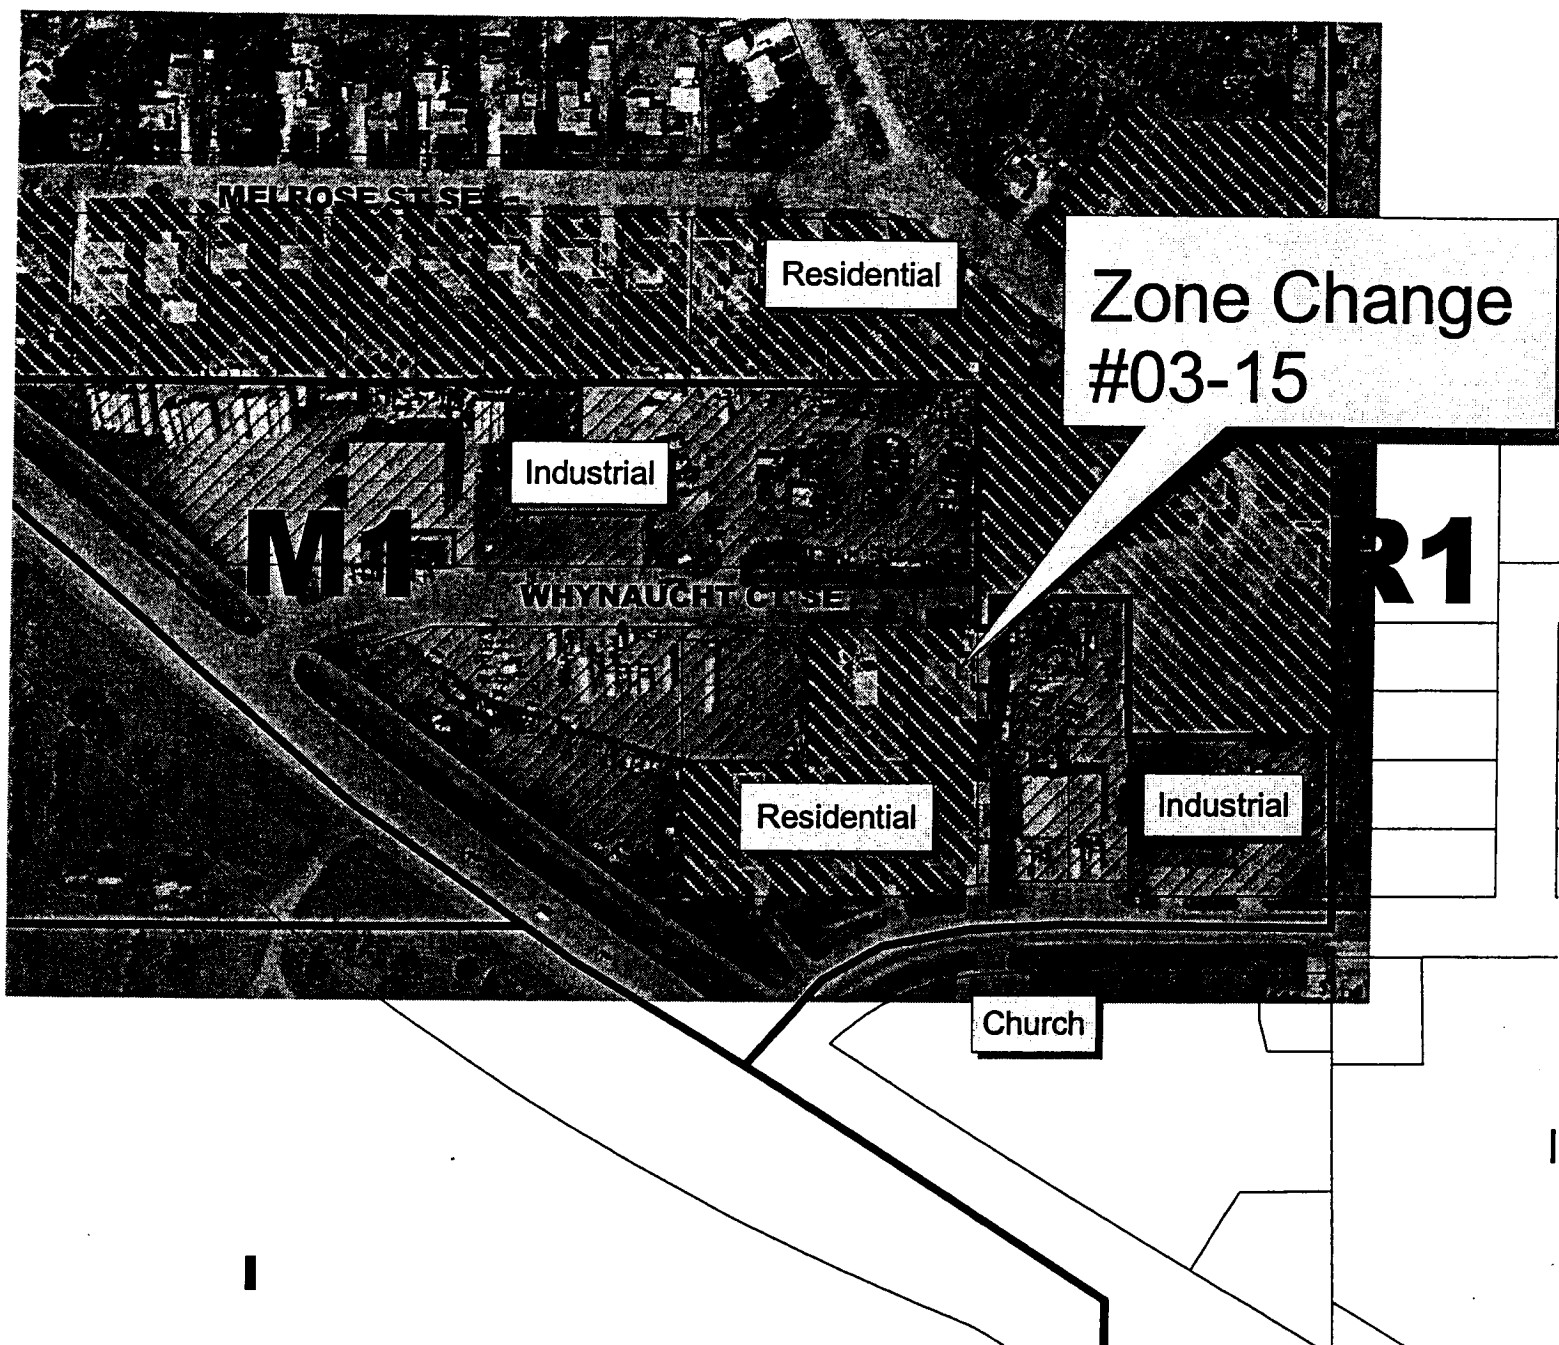 MELROSE ST SE
Residential
Zone Change
#03-15
Industrial
M1
R1
WHYNAUCHT CT SE
Residential
Industrial
Church
I
I